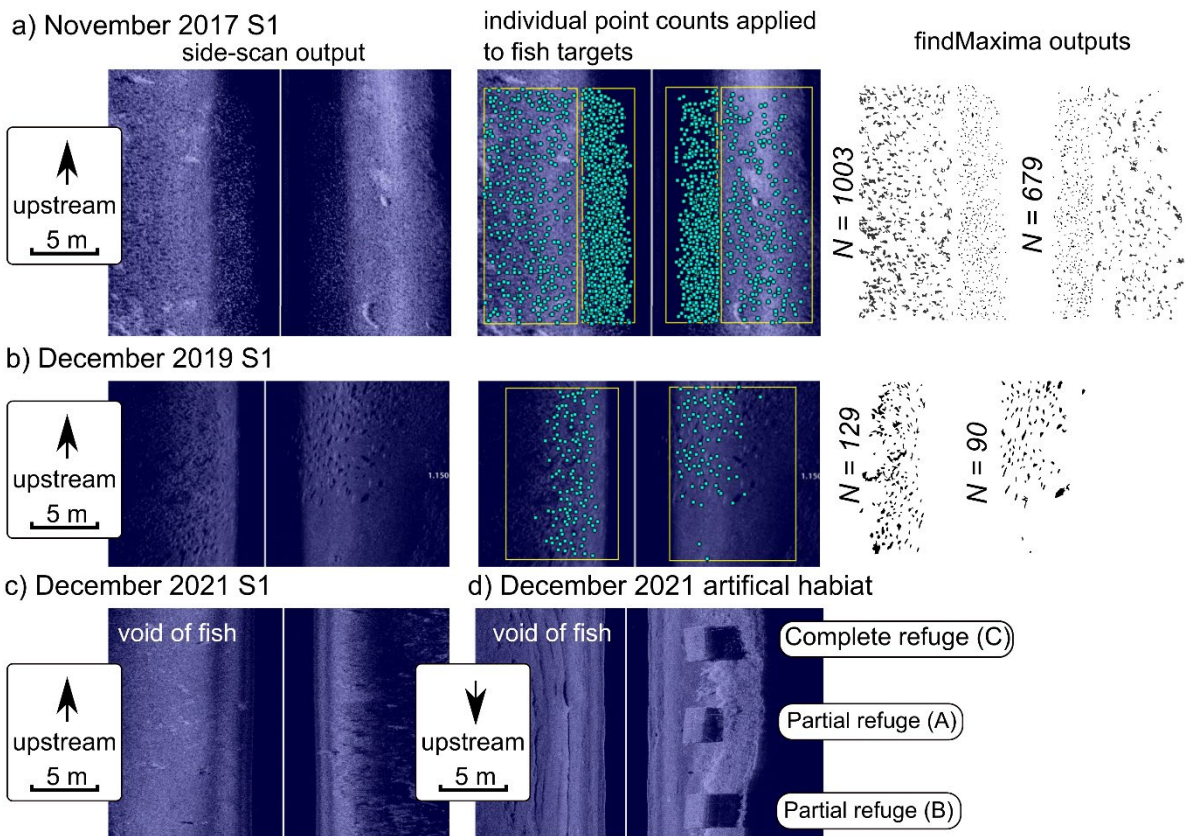 a) November 2017 S1
side-scan output
individual point counts applied
to fish targets
findMaxima outputs
upstream
5 m
N = 1003
N = 679
b) December 2019 S1
upstream
5 m
1.150
1.150
N = 129
N = 90
c) December 2021 S1
void of fish
upstream
5 m
d) December 2021 artifical habiat
void of fish
upstream
5 m
Complete refuge (C)
Partial refuge (A)
Partial refuge (B)